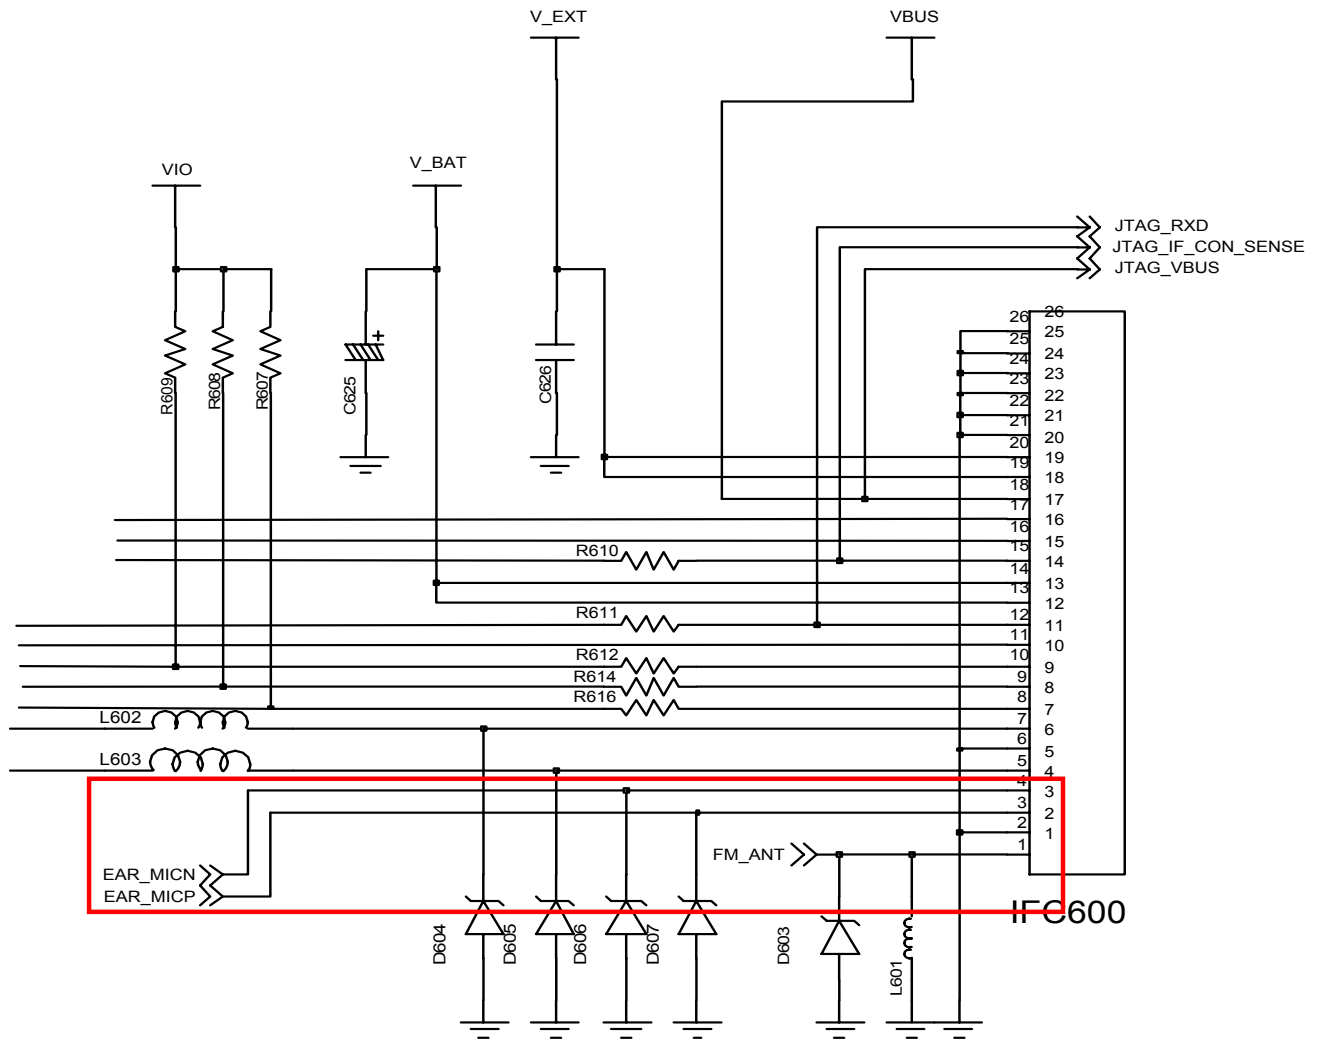 V_EXT
VBUS
VIO
V_BAT
JTAG_RXD
JTAG_IF_CON_SENSE
JTAG_VBUS
R609
R608
R607
+
C625
C626
26
26
25
25
24
24
23
23
22
22
21
21
20
20
19
19
18
18
17
17
16
16
15
15
14
14
13
13
12
12
11
11
10
10
9
9
8
8
7
7
6
6
5
5
4
4
3
3
2
2
1
1
R610
R611
R612
R614
R616
L602
L603
EAR_MICN
EAR_MICP
FM_ANT
IFC600
D604
D605
D606
D607
D603
L601